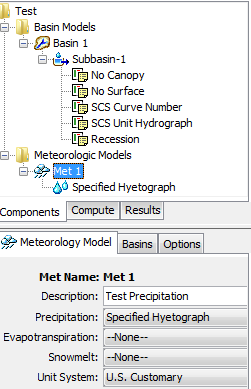 Test
Basin Models
Basin 1
Subbasin-1
No Canopy
No Surface
SCS Curve Number
SCS Unit Hydrograph
Recession
Meteorologic Models
Met 1
Specified Hyetograph
Components Compute Results
Meteorology Model Basins Options
Met Name: Met 1
Description: Test Precipitation
Precipitation: Specified Hyetograph
Evapotranspiration: --None--
Snowmelt: --None--
Unit System: U.S. Customary